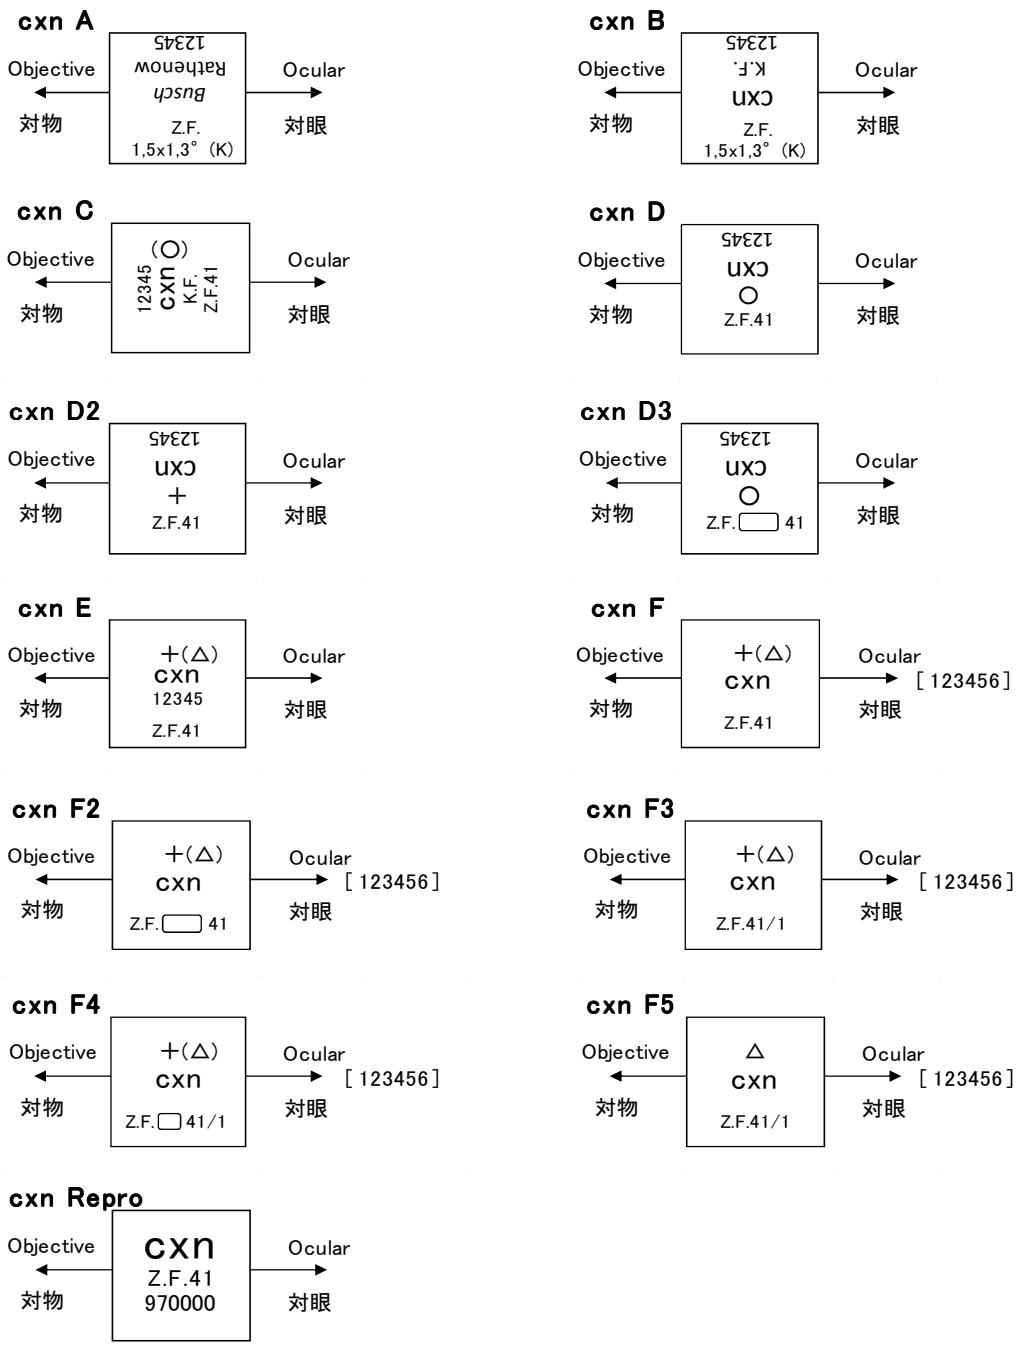 cxn A
12345
Rathenow
Busch
Z.F.
1,5x1,3°(K)
Objective
対物
Ocular
対眼
cxn B
12345
K.F.
cxn
Z.F.
1,5x1,3°(K)
Objective
対物
Ocular
対眼
cxn C
(○)
12345
cxn
K.F.
Z.F.41
Objective
対物
Ocular
対眼
cxn D
12345
cxn
○
Z.F.41
Objective
対物
Ocular
対眼
cxn D2
12345
cxn
+
Z.F.41
Objective
対物
Ocular
対眼
cxn D3
12345
cxn
○
Z.F. 41
Objective
対物
Ocular
対眼
cxn E
+(△)
cxn
12345
Z.F.41
Objective
対物
Ocular
対眼
cxn F
+(△)
cxn
Z.F.41
Objective
対物
Ocular
対眼
[123456]
cxn F2
+(△)
cxn
Z.F. 41
Objective
対物
Ocular
対眼
[123456]
cxn F3
+(△)
cxn
Z.F.41/1
Objective
対物
Ocular
対眼
[123456]
cxn F4
+(△)
cxn
Z.F. 41/1
Objective
対物
Ocular
対眼
[123456]
cxn F5
△
cxn
Z.F.41/1
Objective
対物
Ocular
対眼
[123456]
cxn Repro
cxn
Z.F.41
970000
Objective
対物
Ocular
対眼